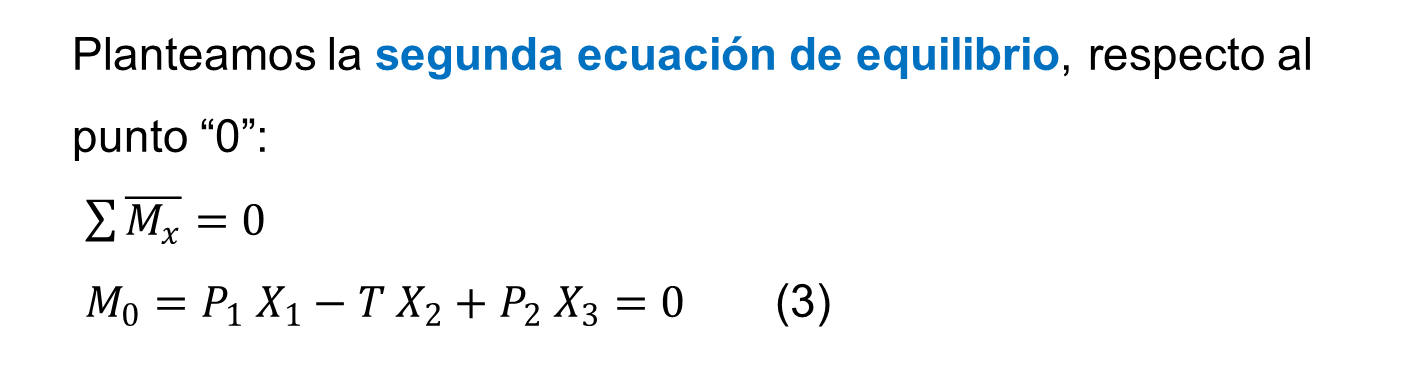 Planteamos la segunda ecuación de equilibrio, respecto al
punto “0”:
∑ M̅ₓ = 0
M₀ = P₁ X₁ − T X₂ + P₂ X₃ = 0 (3)